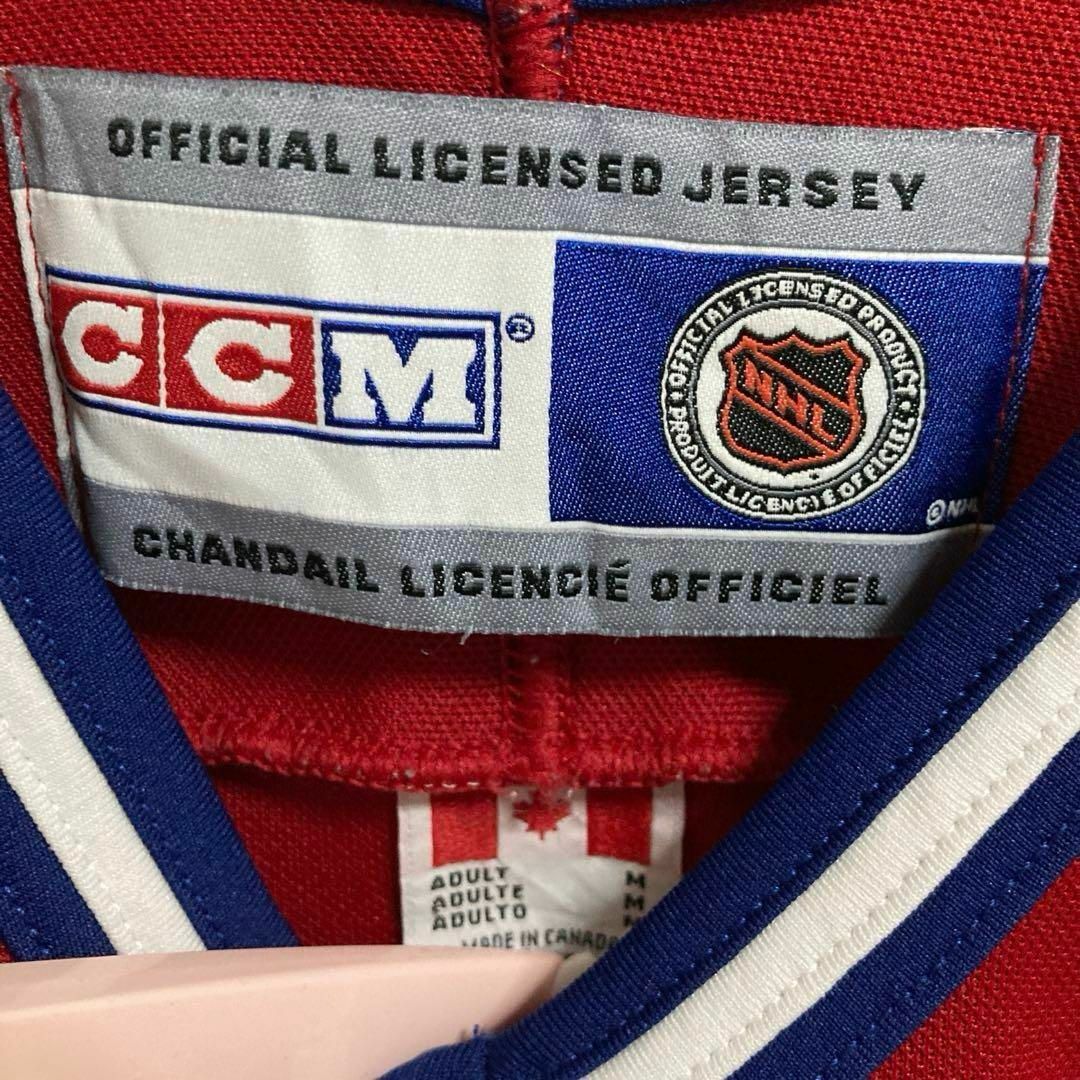 OFFICIAL LICENSED JERSEY
CCM®
OFFICIAL LICENSED PRODUCT
NHL
PRODUIT LICENCIÉ OFFICIEL
©NHL
CHANDAIL LICENCIÉ OFFICIEL
ADULT M
ADULTE M
ADULTO M
MADE IN CANADA